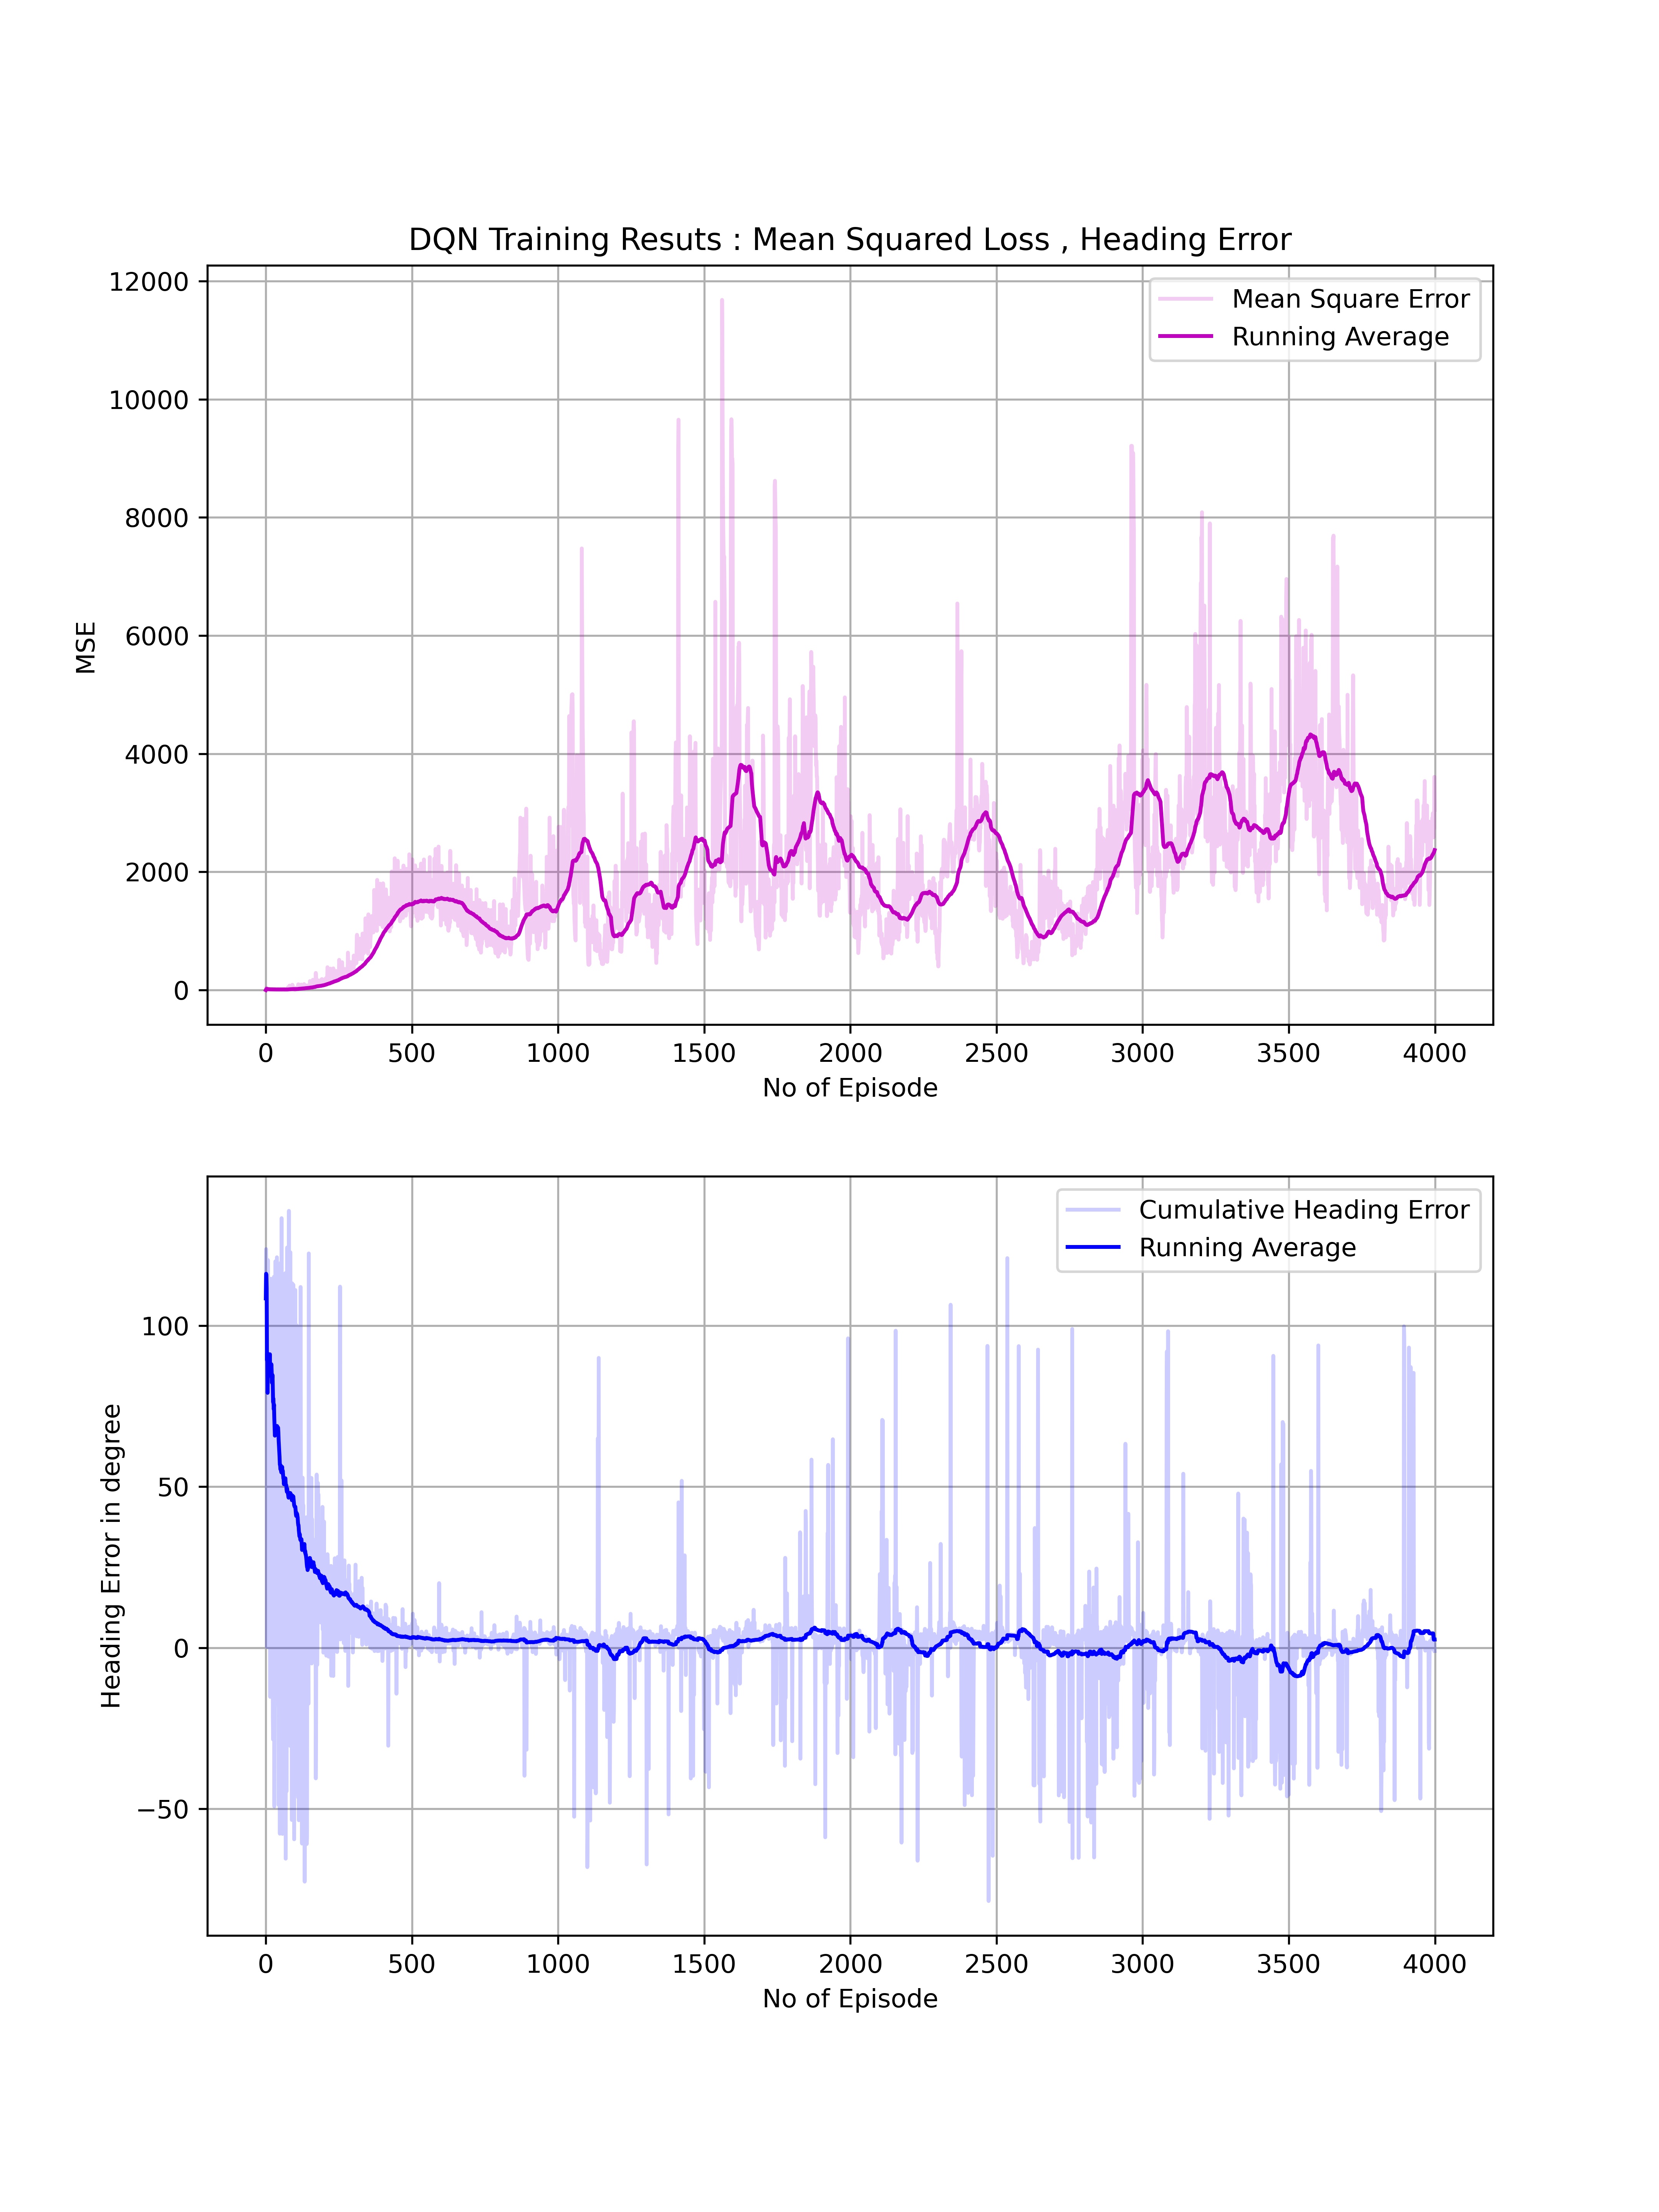 DQN Training Resuts : Mean Squared Loss , Heading Error
12000
10000
8000
6000
4000
2000
0
MSE
Mean Square Error
Running Average
0 500 1000 1500 2000 2500 3000 3500 4000
No of Episode
100
50
0
−50
Heading Error in degree
Cumulative Heading Error
Running Average
0 500 1000 1500 2000 2500 3000 3500 4000
No of Episode